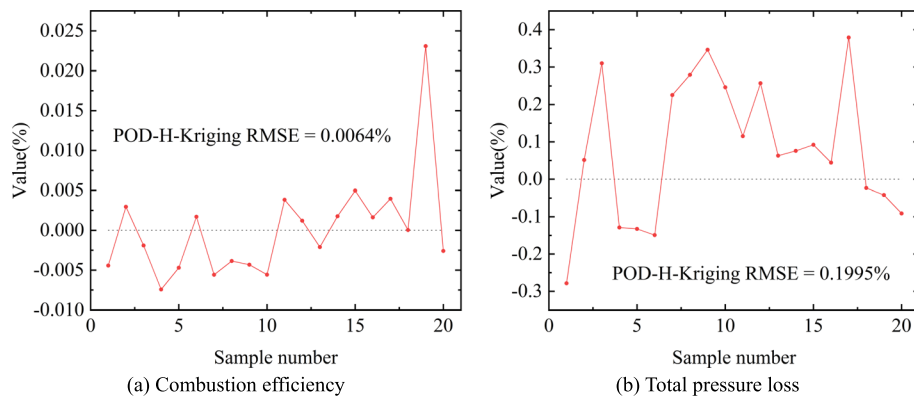 0.025
0.020
0.015
0.010
0.005
0.000
-0.005
-0.010
Value(%)
POD-H-Kriging RMSE = 0.0064%
0 5 10 15 20
Sample number
(a) Combustion efficiency
0.4
0.3
0.2
0.1
0.0
-0.1
-0.2
-0.3
Value(%)
POD-H-Kriging RMSE = 0.1995%
0 5 10 15 20
Sample number
(b) Total pressure loss